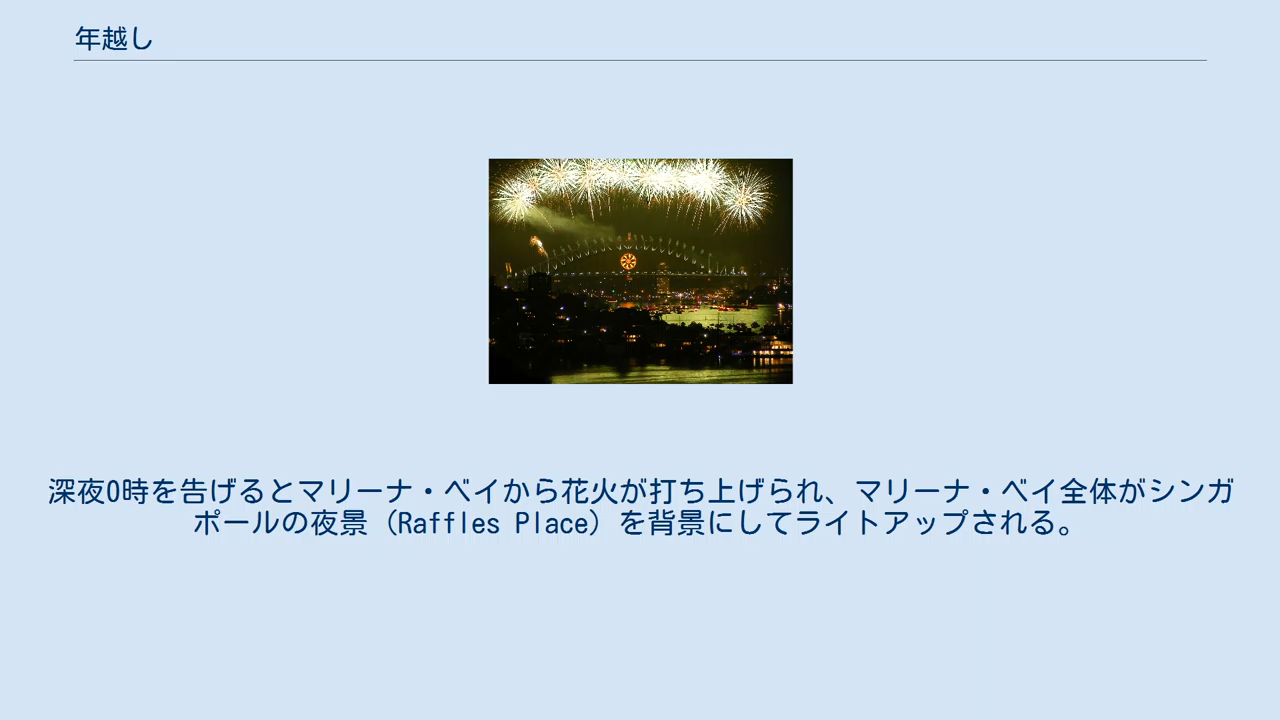 年越し
深夜0時を告げるとマリーナ・ベイから花火が打ち上げられ、マリーナ・ベイ全体がシンガ
ポールの夜景（Raffles Place）を背景にしてライトアップされる。